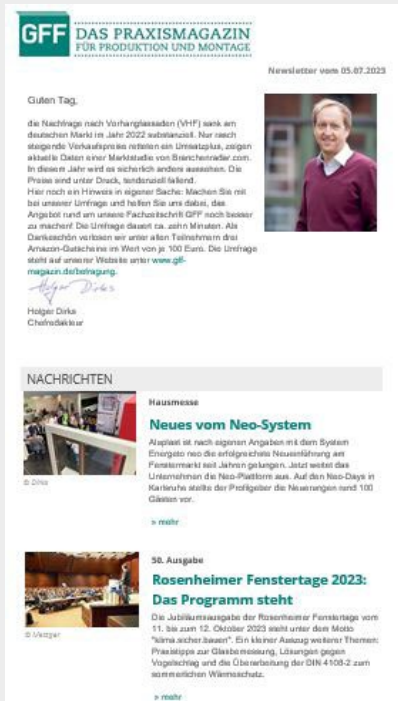 GFF DAS PRAXISMAGAZIN
FÜR PRODUKTION UND MONTAGE
Newsletter vom 05.07.2023
Guten Tag,
die Nachfrage nach Vorhangfassaden (VHF) sank am
deutschen Markt im Jahr 2022 substanziell. Nur rasch
steigende Verkaufspreise retteten ein Umsatzplus, zeigen
aktuelle Daten einer Marktstudie von Branchenradar.com.
In diesem Jahr wird es sicherlich anders aussehen. Die
Preise sind unter Druck, tendenziell fallend.
Hier noch ein Hinweis in eigener Sache: Machen Sie mit
bei unserer Umfrage und helfen Sie uns dabei, das
Angebot rund um unsere Fachzeitschrift GFF noch besser
zu machen! Die Umfrage dauert ca. zehn Minuten. Als
Dankeschön verlosen wir unter allen Teilnehmern drei
Amazon-Gutscheine im Wert von je 100 Euro. Die Umfrage
steht auf unserer Website unter www.gff-
magazin.de/befragung.
Holger Dirks
Holger Dirks
Chefredakteur
NACHRICHTEN
Hausmesse
Neues vom Neo-System
Aluplast ist nach eigenen Angaben mit dem System
Energeto neo die erfolgreichste Neueinführung am
Fenstermarkt seit Jahren gelungen. Jetzt weitet das
Unternehmen die Neo-Plattform aus. Auf den Neo-Days in
Karlsruhe stellte der Profilgeber die Neuerungen rund 100
Gästen vor.
© Dirks
» mehr
50. Ausgabe
Rosenheimer Fenstertage 2023:
Das Programm steht
© Metzger
Die Jubiläumsausgabe der Rosenheimer Fenstertage vom
11. bis zum 12. Oktober 2023 steht unter dem Motto
"klima.sicher.bauen". Ein kleiner Auszug weiterer Themen:
Praxistipps zur Glasbemessung, Lösungen gegen
Vogelschlag und die Überarbeitung der DIN 4108-2 zum
sommerlichen Wärmeschutz.
» mehr